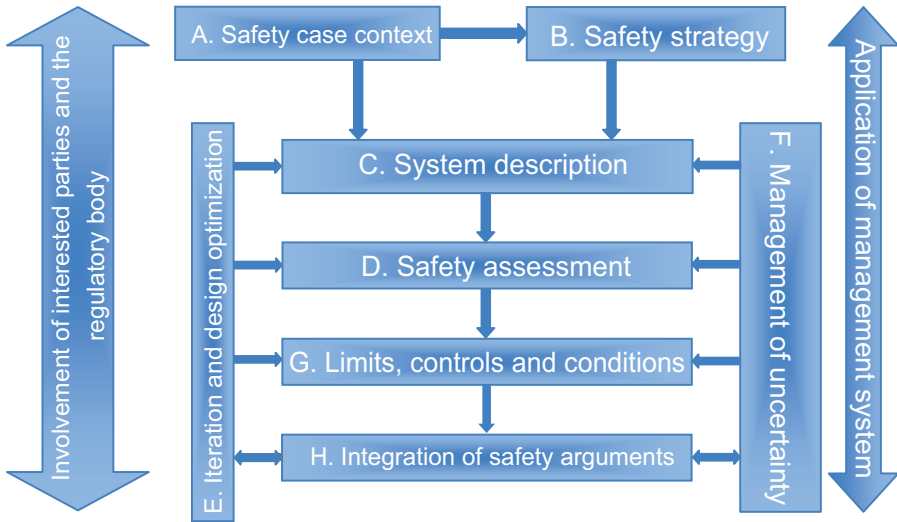 A. Safety case context
B. Safety strategy
Involvement of interested parties and the
regulatory body
E. Iteration and design optimization
C. System description
D. Safety assessment
G. Limits, controls and conditions
H. Integration of safety arguments
F. Management of uncertainty
Application of management system